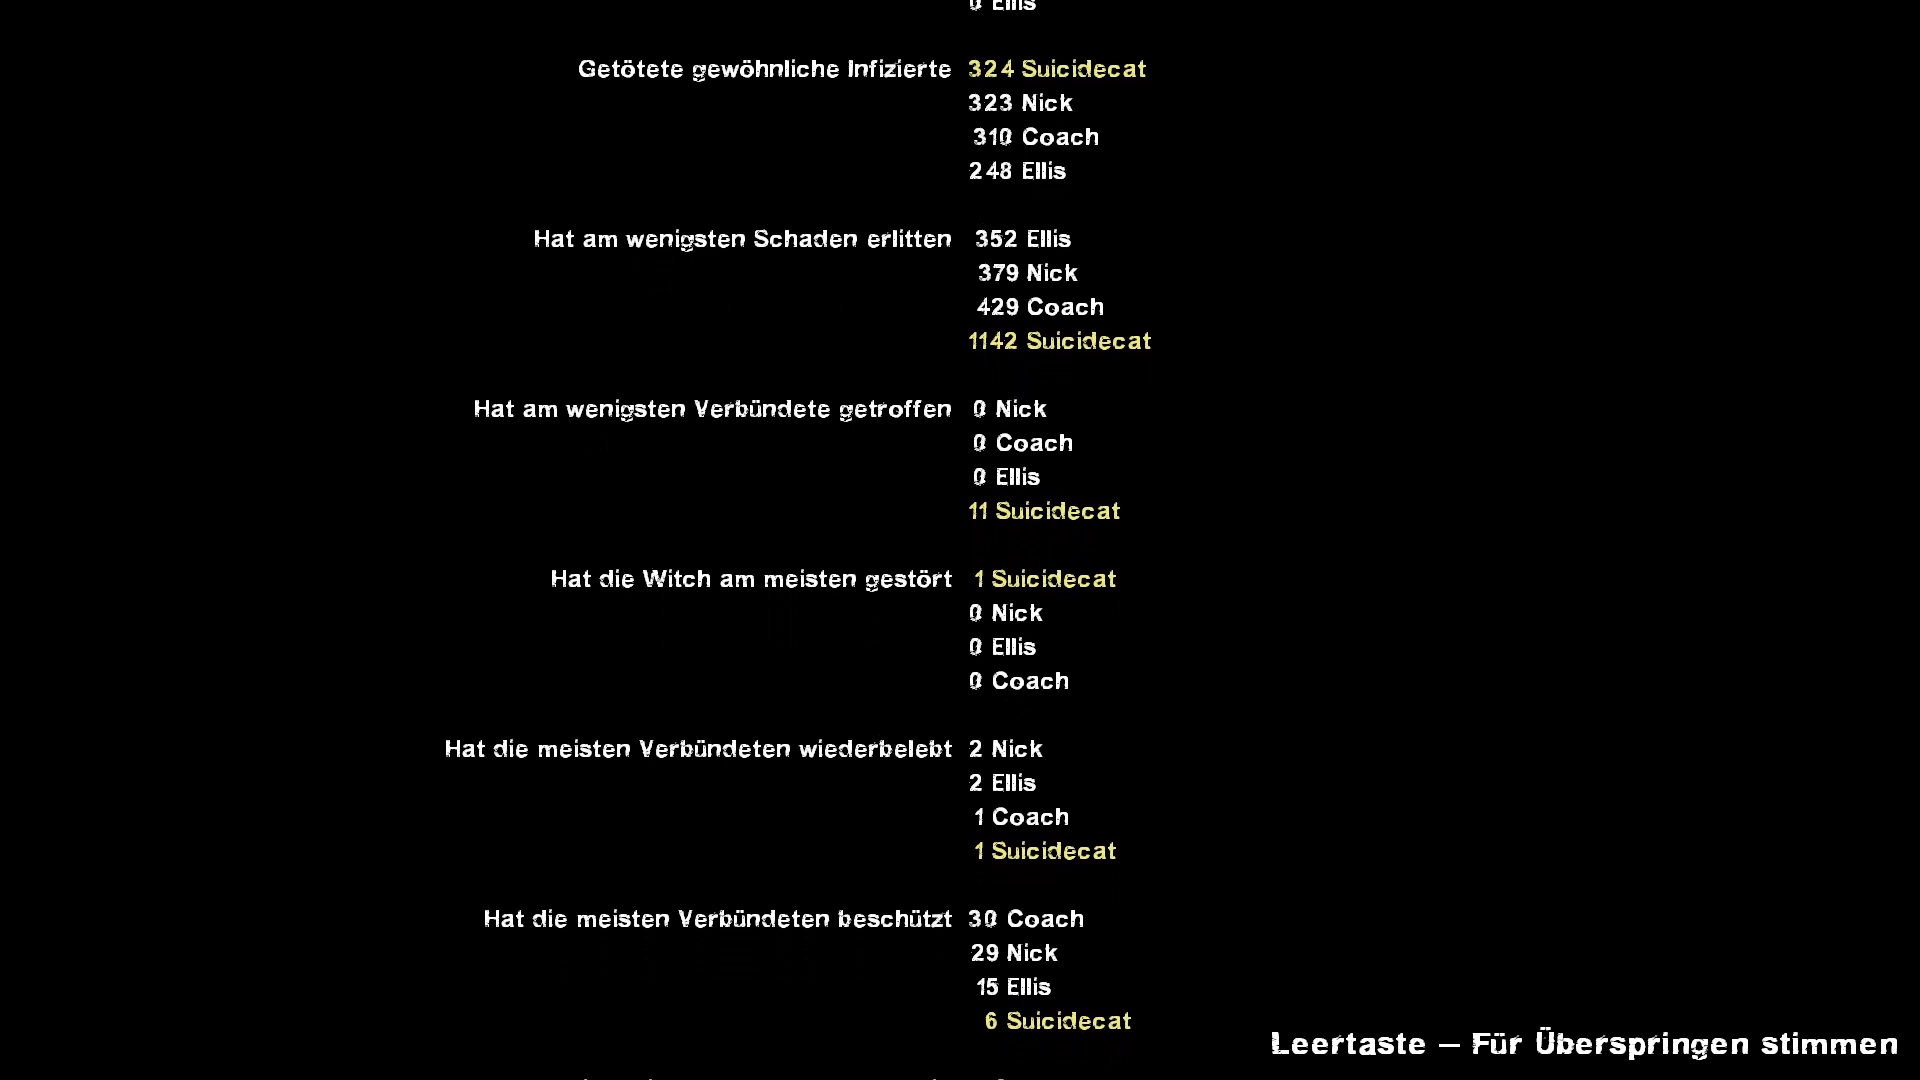 0 Ellis
Getötete gewöhnliche Infizierte 324 Suicidecat
323 Nick
310 Coach
248 Ellis
Hat am wenigsten Schaden erlitten 352 Ellis
379 Nick
429 Coach
1142 Suicidecat
Hat am wenigsten Verbündete getroffen 0 Nick
0 Coach
0 Ellis
11 Suicidecat
Hat die Witch am meisten gestört 1 Suicidecat
0 Nick
0 Ellis
0 Coach
Hat die meisten Verbündeten wiederbelebt 2 Nick
2 Ellis
1 Coach
1 Suicidecat
Hat die meisten Verbündeten beschützt 30 Coach
29 Nick
15 Ellis
6 Suicidecat
Leertaste – Für Überspringen stimmen